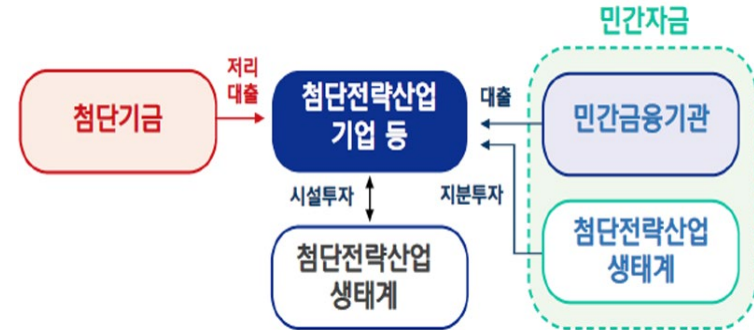 민간자금
저리
대출
첨단기금
첨단전략산업
기업 등
대출
민간금융기관
시설투자
지분투자
첨단전략산업
생태계
첨단전략산업
생태계